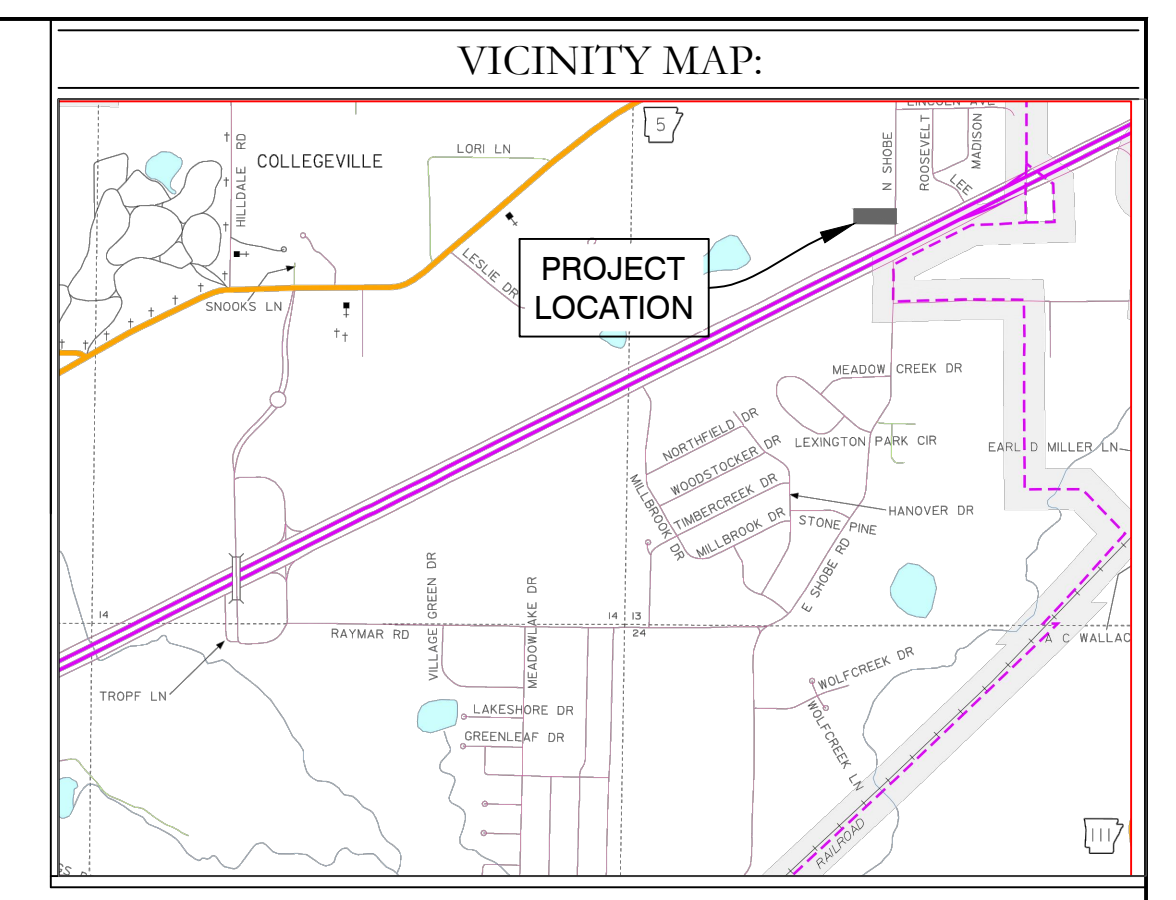 VICINITY MAP:
LINCOLN AVE
5
N SHOBE
ROOSEVELT
MADISON
LEE
HILLDALE RD
COLLEGEVILLE
LORI LN
LESLIE DR
SNOOKS LN
PROJECT
LOCATION
MEADOW CREEK DR
LEXINGTON PARK CIR
EARL D MILLER LN
NORTHFIELD DR
WOODSTOCKER DR
TIMBERCREEK DR
MILLBROOK DR
MILLBROOK DR
HANOVER DR
STONE PINE
E SHOBE RD
14
14
13
24
RAYMAR RD
VILLAGE GREEN DR
MEADOWLAKE DR
A C WALLAC
TROPF LN
LAKESHORE DR
GREENLEAF DR
WOLFCREEK DR
WOLFCREEK LN
RAILROAD
111